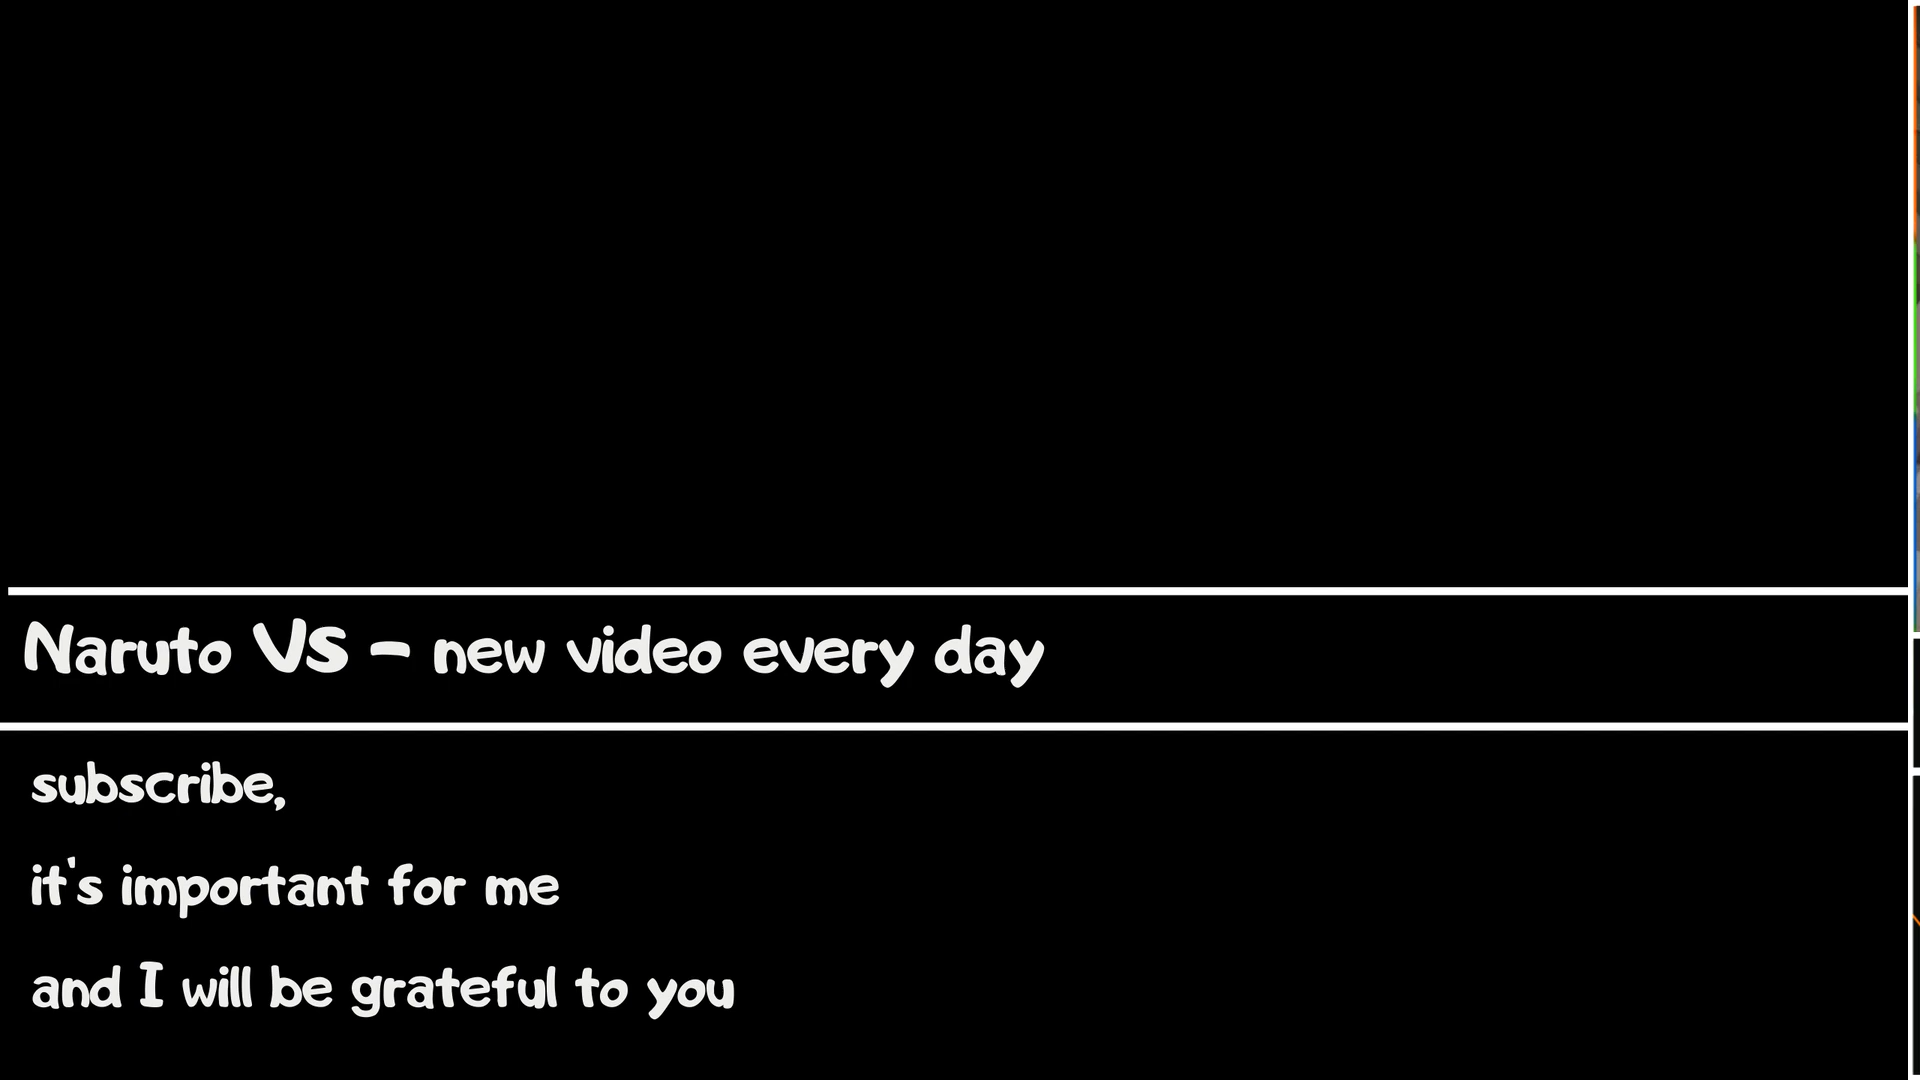 Naruto VS - new video every day
subscribe,
it's important for me
and I will be grateful to you